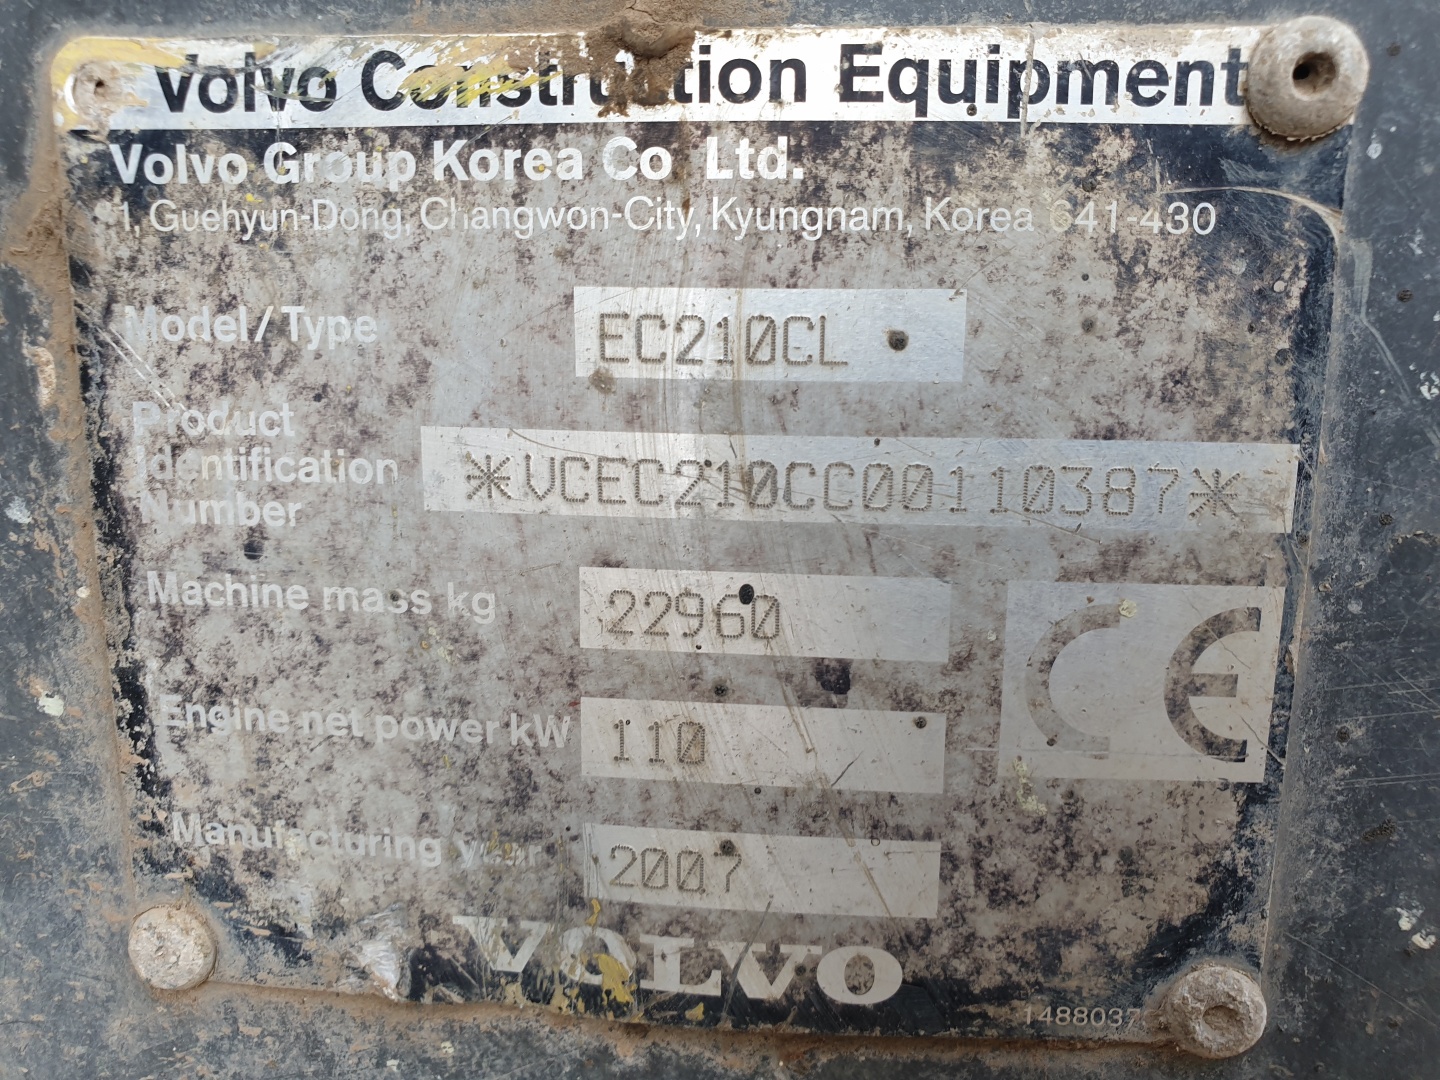 Volvo Construction Equipment
Volvo Group Korea Co Ltd.
1, Guehyun-Dong, Changwon-City, Kyungnam, Korea 641-430
Model/Type EC210CL
Product
Identification
Number
*VCEC210CC00110387*
Machine mass kg 22960
CE
Engine net power kW 110
Manufacturing year 2007
VOLVO